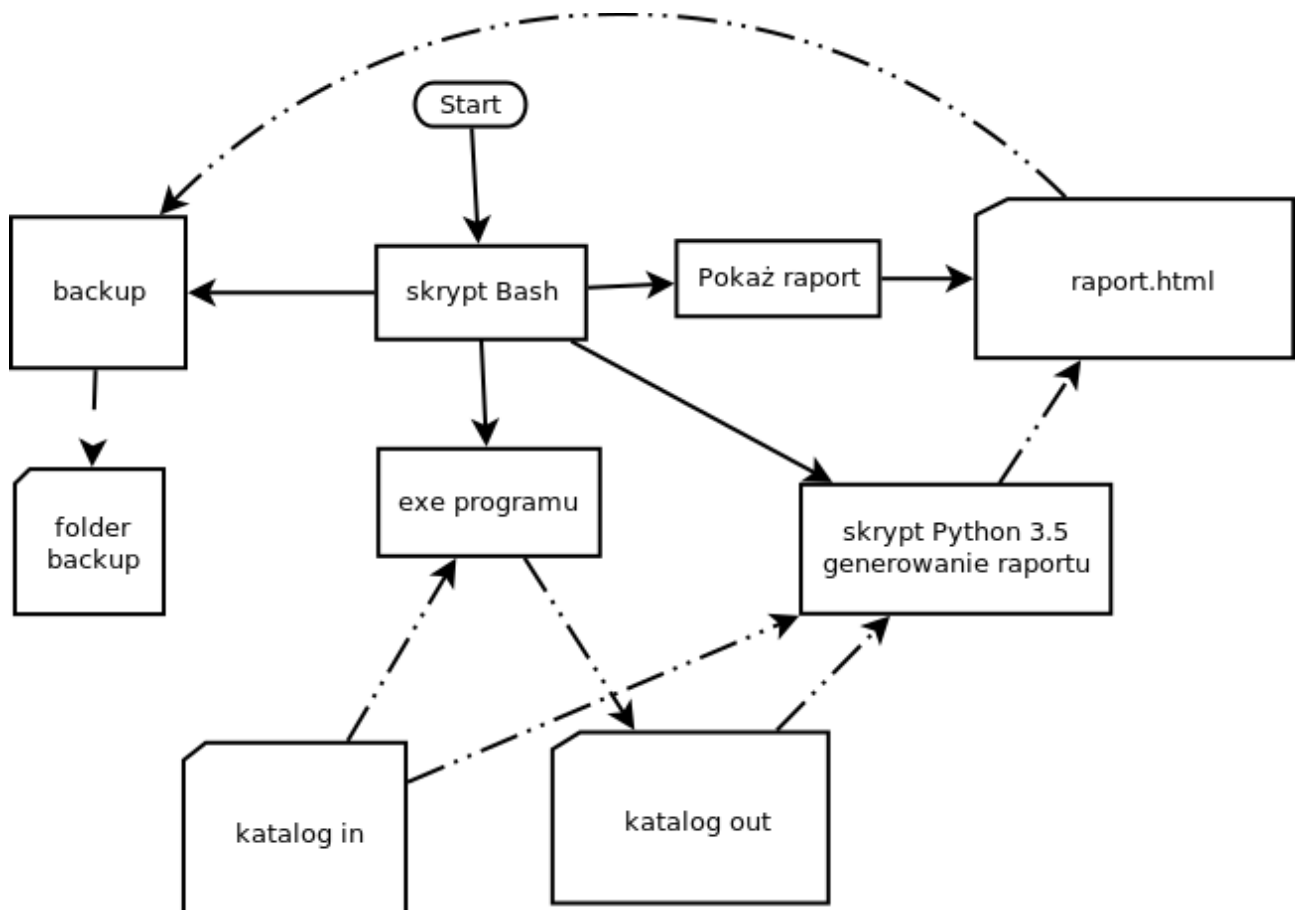 Start
backup
skrypt Bash
Pokaż raport
raport.html
folder
backup
exe programu
skrypt Python 3.5
generowanie raportu
katalog in
katalog out